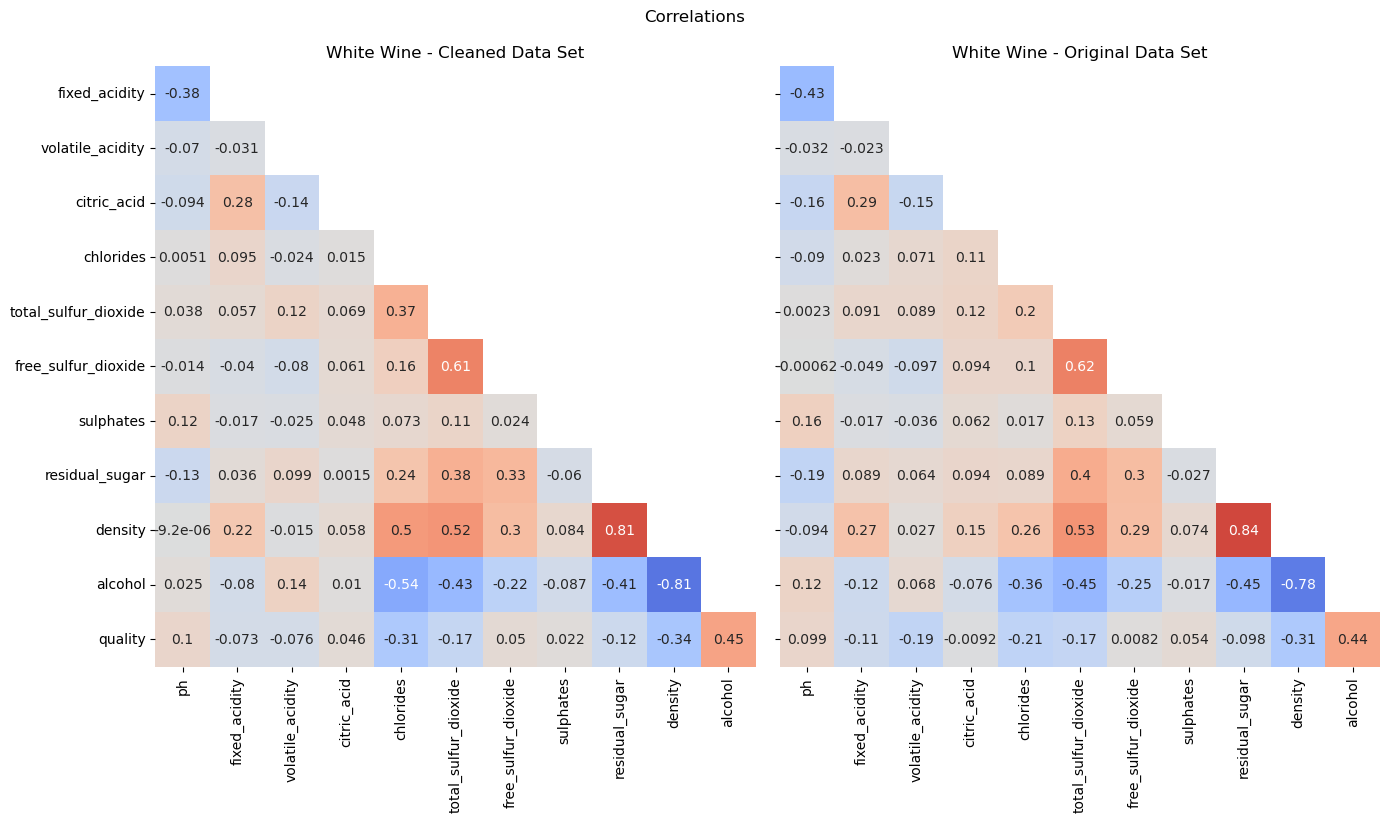 Correlations
White Wine - Cleaned Data Set White Wine - Original Data Set
fixed_acidity -0.38 -0.43
volatile_acidity -0.07 -0.031 -0.032 -0.023
citric_acid -0.094 0.28 -0.14 -0.16 0.29 -0.15
chlorides 0.0051 0.095 -0.024 0.015 -0.09 0.023 0.071 0.11
total_sulfur_dioxide 0.038 0.057 0.12 0.069 0.37 0.0023 0.091 0.089 0.12 0.2
free_sulfur_dioxide -0.014 -0.04 -0.08 0.061 0.16 0.61 -0.00062 -0.049 -0.097 0.094 0.1 0.62
sulphates 0.12 -0.017 -0.025 0.048 0.073 0.11 0.024 0.16 -0.017 -0.036 0.062 0.017 0.13 0.059
residual_sugar -0.13 0.036 0.099 0.0015 0.24 0.38 0.33 -0.06 -0.19 0.089 0.064 0.094 0.089 0.4 0.3 -0.027
density -9.2e-06 0.22 -0.015 0.058 0.5 0.52 0.3 0.084 0.81 -0.094 0.27 0.027 0.15 0.26 0.53 0.29 0.074 0.84
alcohol 0.025 -0.08 0.14 0.01 -0.54 -0.43 -0.22 -0.087 -0.41 -0.81 0.12 -0.12 0.068 -0.076 -0.36 -0.45 -0.25 -0.017 -0.45 -0.78
quality 0.1 -0.073 -0.076 0.046 -0.31 -0.17 0.05 0.022 -0.12 -0.34 0.45 0.099 -0.11 -0.19 -0.0092 -0.21 -0.17 0.0082 0.054 -0.098 -0.31 0.44
ph fixed_acidity volatile_acidity citric_acid chlorides total_sulfur_dioxide free_sulfur_dioxide sulphates residual_sugar density alcohol ph fixed_acidity volatile_acidity citric_acid chlorides total_sulfur_dioxide free_sulfur_dioxide sulphates residual_sugar density alcohol